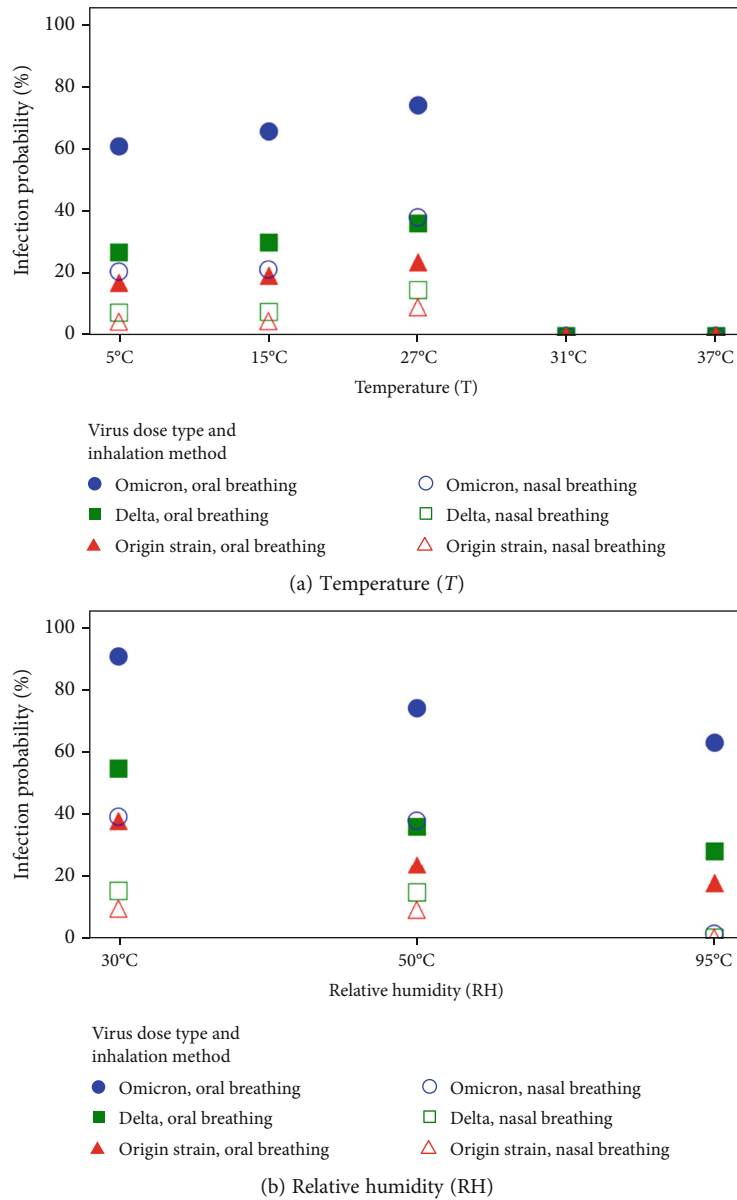 100
80
60
40
20
0
Infection probability (%)
5°C 15°C 27°C 31°C 37°C
Temperature (T)
Virus dose type and
inhalation method
Omicron, oral breathing Omicron, nasal breathing
Delta, oral breathing Delta, nasal breathing
Origin strain, oral breathing Origin strain, nasal breathing
(a) Temperature (T)
100
80
60
40
20
0
Infection probability (%)
30°C 50°C 95°C
Relative humidity (RH)
Virus dose type and
inhalation method
Omicron, oral breathing Omicron, nasal breathing
Delta, oral breathing Delta, nasal breathing
Origin strain, oral breathing Origin strain, nasal breathing
(b) Relative humidity (RH)